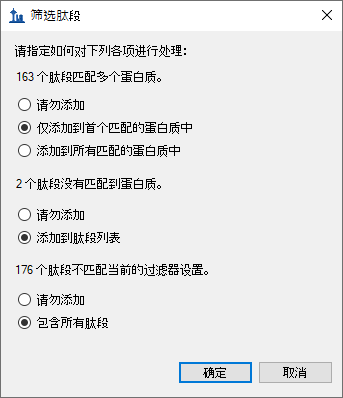 筛选肽段
请指定如何对下列各项进行处理:
163 个肽段匹配多个蛋白质。
请勿添加
仅添加到首个匹配的蛋白质中
添加到所有匹配的蛋白质中
2 个肽段没有匹配到蛋白质。
请勿添加
添加到肽段列表
176 个肽段不匹配当前的过滤器设置。
请勿添加
包含所有肽段
确定 取消